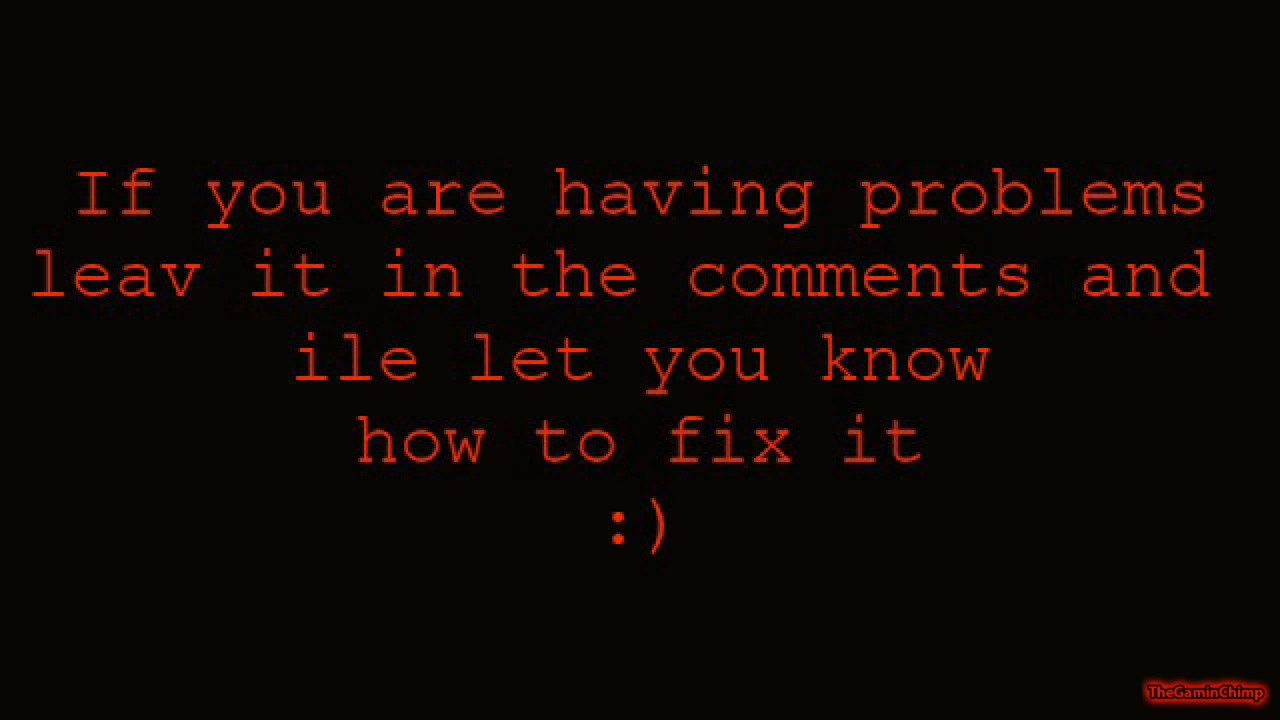 If you are having problems
leav it in the comments and
ile let you know
how to fix it
:)
TheGaminChimp